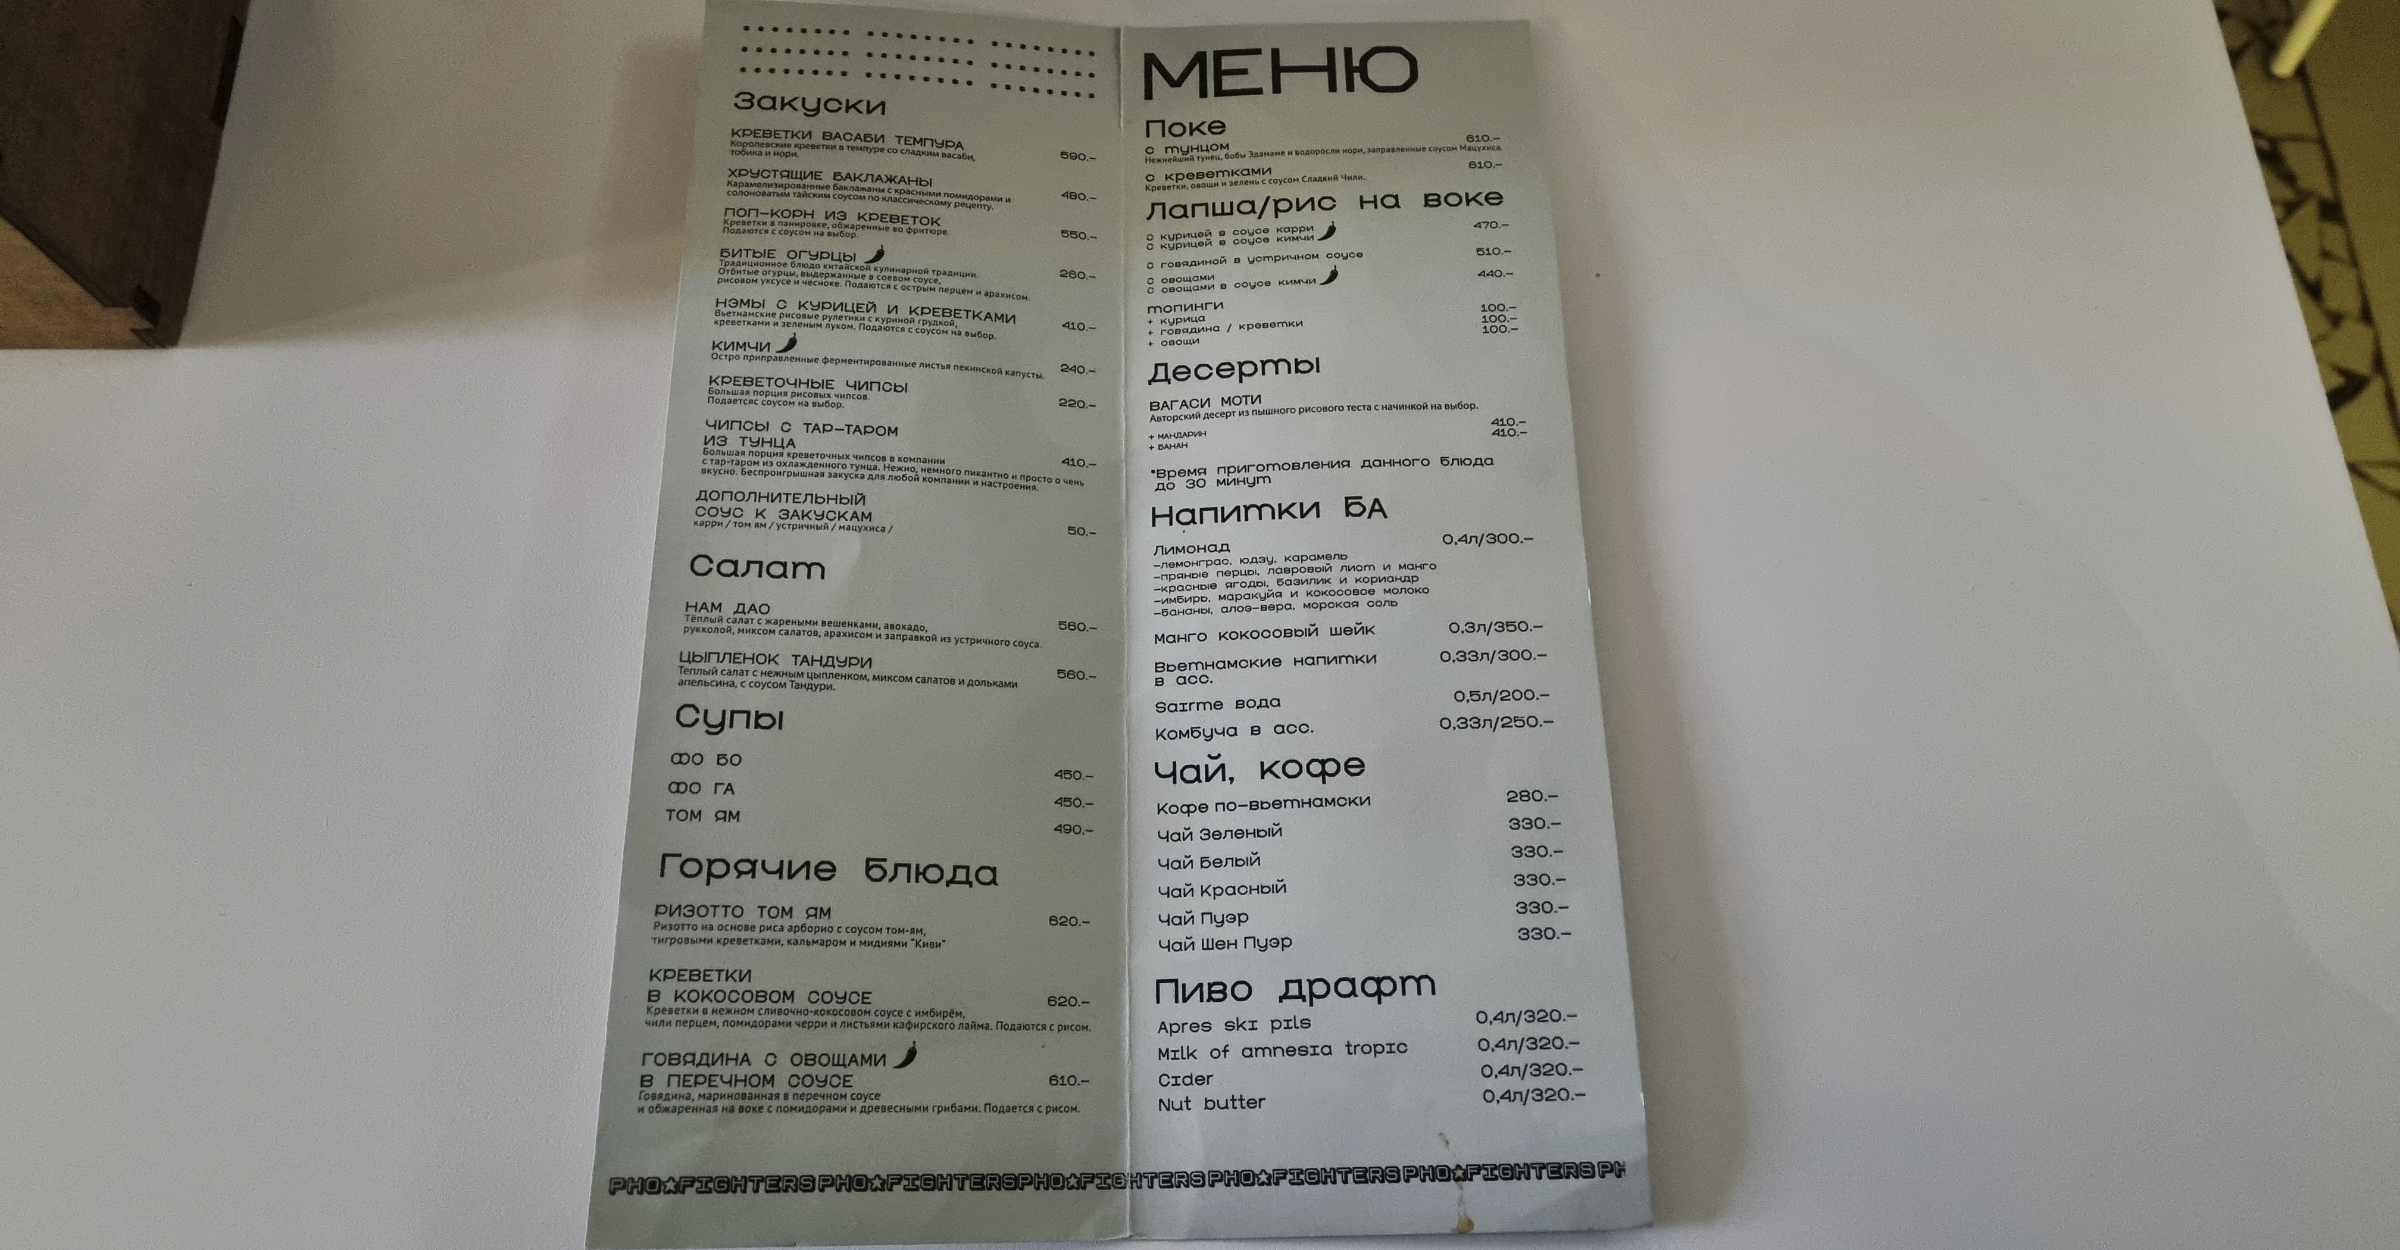 Закуски
КРЕВЕТКИ ВАСАБИ ТЕМПУРА
Королевские креветки в темпуре со сладким васаби,
тобика и нори.
590.–
ХРУСТЯЩИЕ БАКЛАЖАНЫ
Карамелизированные баклажаны с красными помидорами и
солоноватым тайским соусом по классическому рецепту.
480.–
ПОП–КОРН ИЗ КРЕВЕТОК
Креветки в панировке, обжаренные во фритюре.
Подаются с соусом на выбор.
550.–
БИТЫЕ ОГУРЦЫ
Традиционное блюдо китайской кулинарной традиции.
Отбитые огурцы, выдержанные в соевом соусе,
рисовом уксусе и чесноке. Подаются с острым перцем и арахисом.
260.–
НЭМЫ С КУРИЦЕЙ И КРЕВЕТКАМИ
Вьетнамские рисовые рулетики с куриной грудкой,
креветками и зеленым луком. Подаются с соусом на выбор.
410.–
КИМЧИ
Остро приправленные ферментированные листья пекинской капусты.
240.–
КРЕВЕТОЧНЫЕ ЧИПСЫ
Большая порция рисовых чипсов.
Подаетясс соусом на выбор.
220.–
ЧИПСЫ С ТАР–ТАРОМ
ИЗ ТУНЦА
Большая порция креветочных чипсов в компании
с тар-таром из охлажденного тунца. Нежно, немного пикантно и просто о чень
вкусно. Беспроигрышная закуска для любой компании и настроения.
410.–
ДОПОЛНИТЕЛЬНЫЙ
СОУС К ЗАКУСКАМ
карри / том ям / устричный / мацухиса /
50.–
Салат
НАМ ДАО
Тёплый салат с жареными вешенками, авокадо,
рукколой, миксом салатов, арахисом и заправкой из устричного соуса.
560.–
ЦЫПЛЕНОК ТАНДУРИ
Теплый салат с нежным цыпленком, миксом салатов и дольками
апельсина, с соусом Тандури.
560.–
Супы
ФО БО
450.–
ФО ГА
450.–
ТОМ ЯМ
490.–
Горячие блюда
РИЗОТТО ТОМ ЯМ
Ризотто на основе риса арборио с соусом том-ям,
тигровыми креветками, кальмаром и мидиями "Киви"
620.–
КРЕВЕТКИ
В КОКОСОВОМ СОУСЕ
Креветки в нежном сливочно-кокосовом соусе с имбирём,
чили перцем, помидорами черри и листьями кафирского лайма. Подаются с рисом.
620.–
ГОВЯДИНА С ОВОЩАМИ
В ПЕРЕЧНОМ СОУСЕ
Говядина, маринованная в перечном соусе
и обжаренная на воке с помидорами и древесными грибами. Подается с рисом.
610.–
МЕНЮ
Поке
с тунцом
610.–
Нежнейший тунец, бобы Эдамаме и водоросли нори, заправленные соусом Мацухиса.
с креветками
610.–
Креветки, овощи и зелень с соусом Сладкий Чили.
Лапша/рис на воке
с курицей в соусе карри
с курицей в соусе кимчи
470.–
с говядиной в устричном соусе
510.–
с овощами
с овощами в соусе кимчи
440.–
топинги
+ курица
100.–
+ говядина / креветки
100.–
+ овощи
100.–
Десерты
ВАГАСИ МОТИ
Авторский десерт из пышного рисового теста с начинкой на выбор.
+ МАНДАРИН
410.–
+ БАНАН
410.–
*Время приготовления данного блюда
до 30 минут
Напитки БА
Лимонад 0,4л/300.–
–лемонграс, юдзу, карамель
–пряные перцы, лавровый лист и манго
–красные ягоды, базилик и кориандр
–имбирь, маракуйя и кокосовое молоко
–бананы, алоэ–вера, морская соль
Манго кокосовый шейк 0,3л/350.–
Вьетнамские напитки 0,33л/300.–
в асс.
Sairme вода 0,5л/200.–
Комбуча в асс. 0,33л/250.–
Чай, кофе
Кофе по–вьетнамски 280.–
Чай Зеленый 330.–
Чай Белый 330.–
Чай Красный 330.–
Чай Пуэр 330.–
Чай Шен Пуэр 330.–
Пиво драфт
Apres ski pils 0,4л/320.–
Milk of amnesia tropic 0,4л/320.–
Cider 0,4л/320.–
Nut butter 0,4л/320.–
PHO★FIGHTERS PHO★FIGHTERS PHO★FIGHTERS PHO★FIGHTERS PHO★FIGHTERS PH